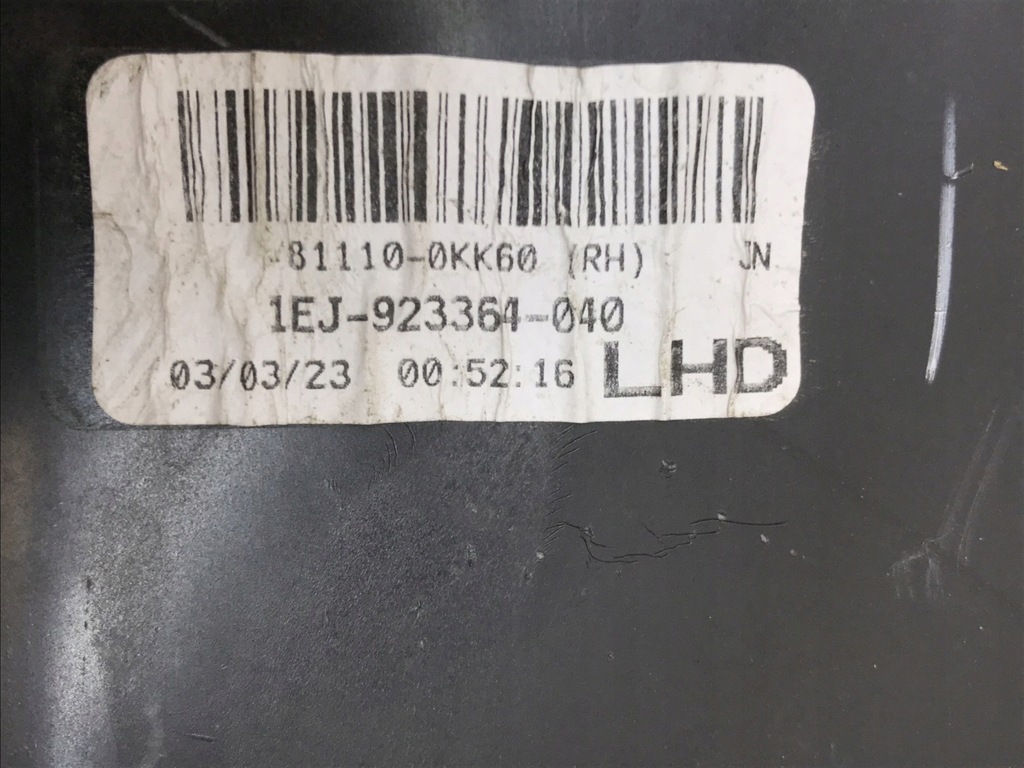 81110-0KK60 (RH) JN
1EJ-923364-040
03/03/23 00:52:16 LHD